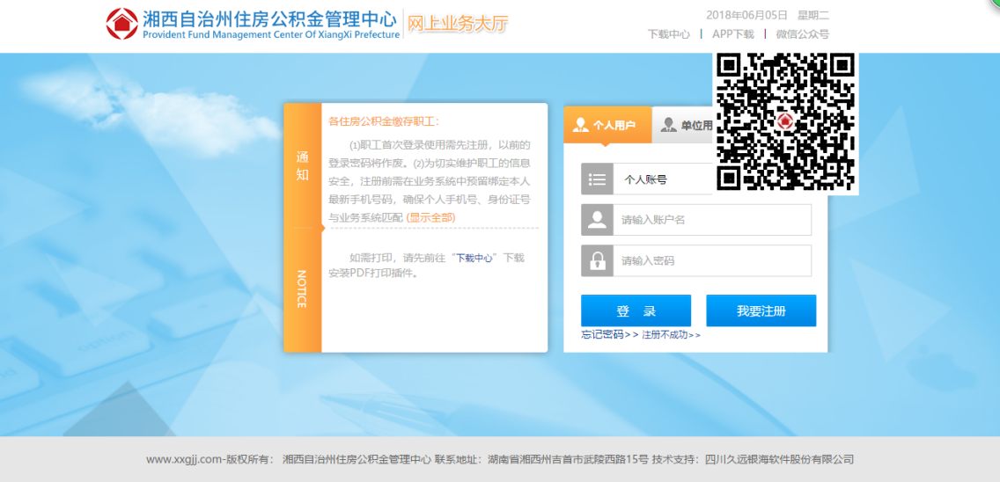 湘西自治州住房公积金管理中心
Provident Fund Management Center Of XiangXi Prefecture
网上业务大厅
2018年06月05日 星期二
下载中心 | APP下载 | 微信公众号
通知
NOTICE
各住房公积金缴存职工：
(1)职工首次登录使用需先注册，以前的
登录密码将作废。(2)为切实维护职工的信息
安全，注册前需在业务系统中预留绑定本人
最新手机号码，确保个人手机号、身份证号
与业务系统匹配 (显示全部)
如需打印，请先前往“下载中心”下载
安装PDF打印插件。
个人用户
单位用
个人账号
请输入账户名
请输入密码
登 录
我要注册
忘记密码>> 注册不成功>>
www.xxgjj.com-版权所有： 湘西自治州住房公积金管理中心 联系地址：湖南省湘西州吉首市武陵西路15号 技术支持：四川久远银海软件股份有限公司